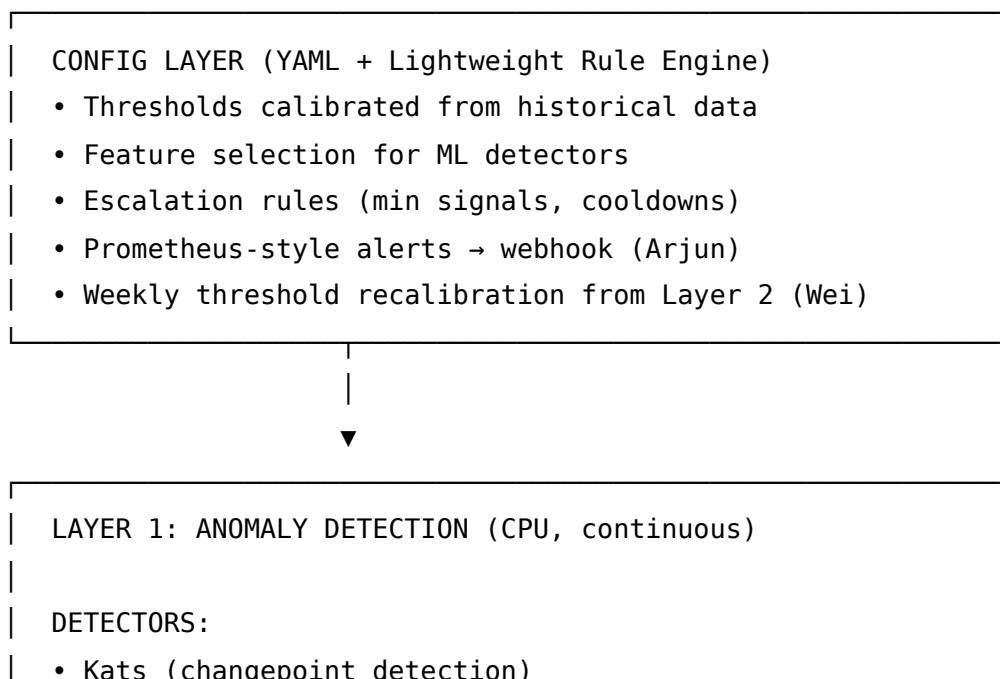 CONFIG LAYER (YAML + Lightweight Rule Engine)
• Thresholds calibrated from historical data
• Feature selection for ML detectors
• Escalation rules (min signals, cooldowns)
• Prometheus-style alerts → webhook (Arjun)
• Weekly threshold recalibration from Layer 2 (Wei)
LAYER 1: ANOMALY DETECTION (CPU, continuous)
DETECTORS:
• Kats (changepoint detection)